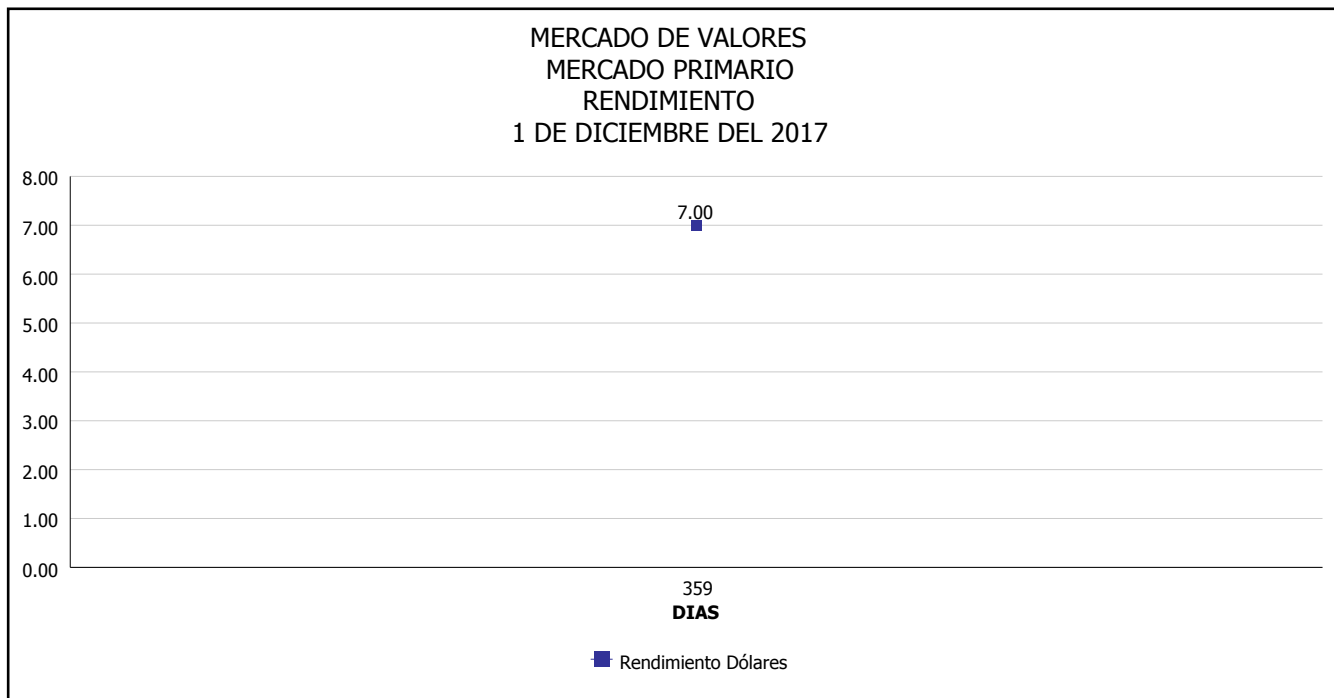 MERCADO DE VALORES
MERCADO PRIMARIO
RENDIMIENTO
1 DE DICIEMBRE DEL 2017
8.00
7.00
7.00
6.00
5.00
4.00
3.00
2.00
1.00
0.00
359
DIAS
Rendimiento Dólares